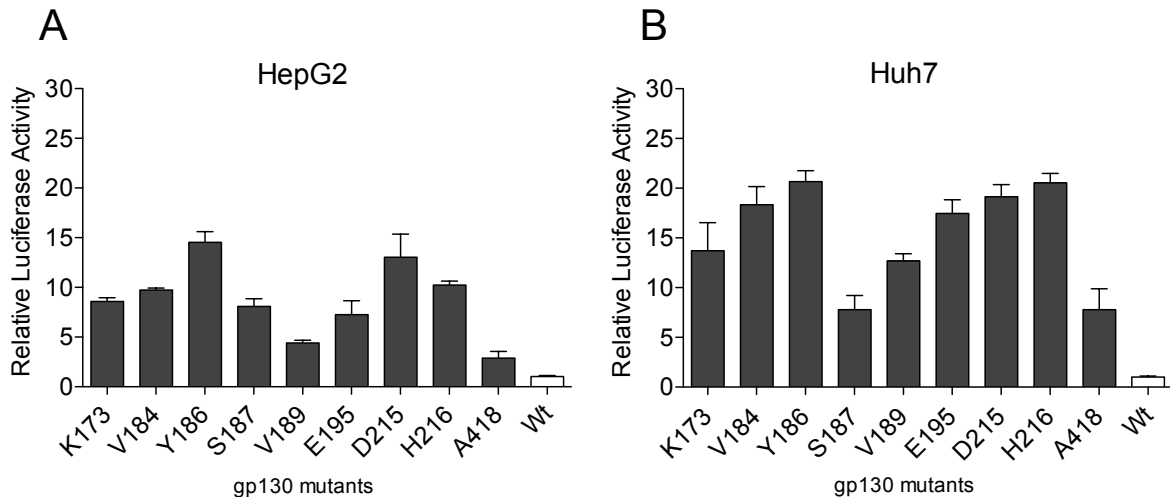 A
HepG2
Relative Luciferase Activity
30
25
20
15
10
5
0
K173
V184
Y186
S187
V189
E195
D215
H216
A418
Wt
gp130 mutants
B
Huh7
Relative Luciferase Activity
30
25
20
15
10
5
0
K173
V184
Y186
S187
V189
E195
D215
H216
A418
Wt
gp130 mutants